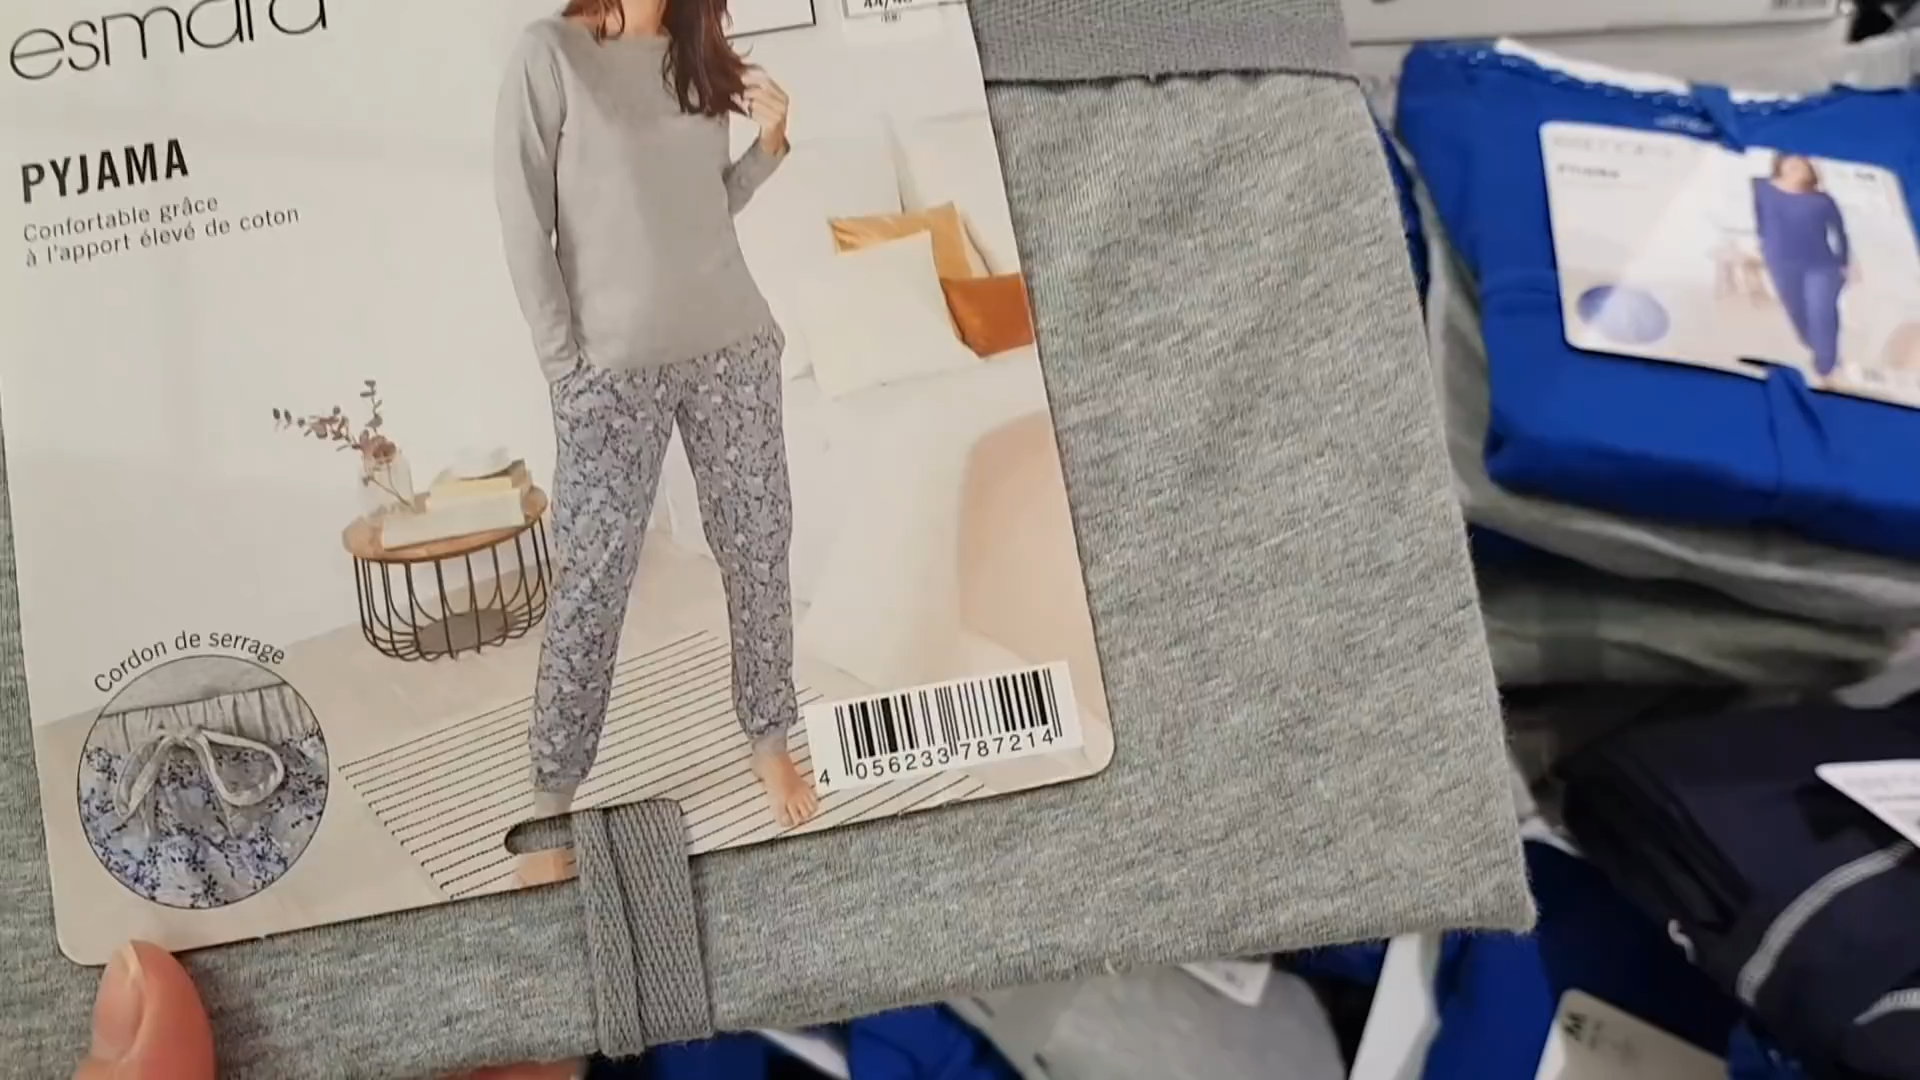 esmara
PYJAMA
Confortable grâce
à l'apport élevé de coton
Cordon de serrage
4 056233 787214
M